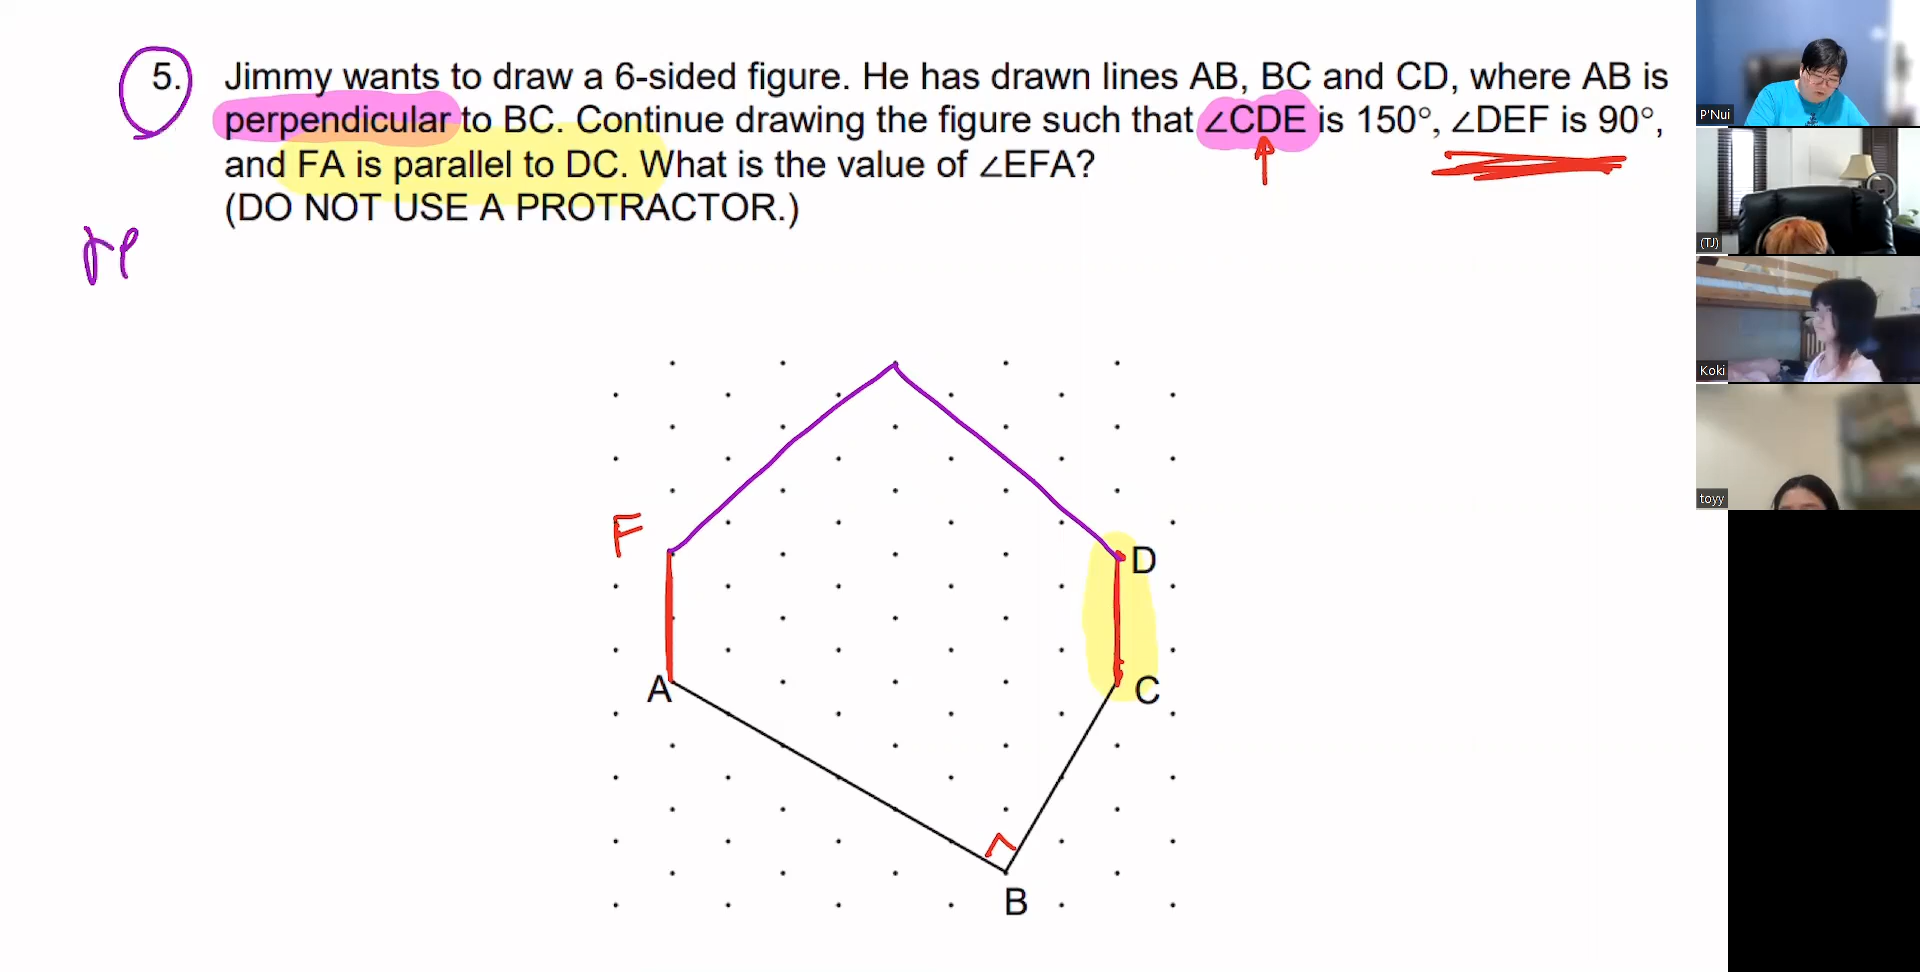 5. Jimmy wants to draw a 6-sided figure. He has drawn lines AB, BC and CD, where AB is
perpendicular to BC. Continue drawing the figure such that ∠CDE is 150°, ∠DEF is 90°,
and FA is parallel to DC. What is the value of ∠EFA?
(DO NOT USE A PROTRACTOR.)
F
D
A
C
B
P'Nui
(TJ)
Koki
toyy